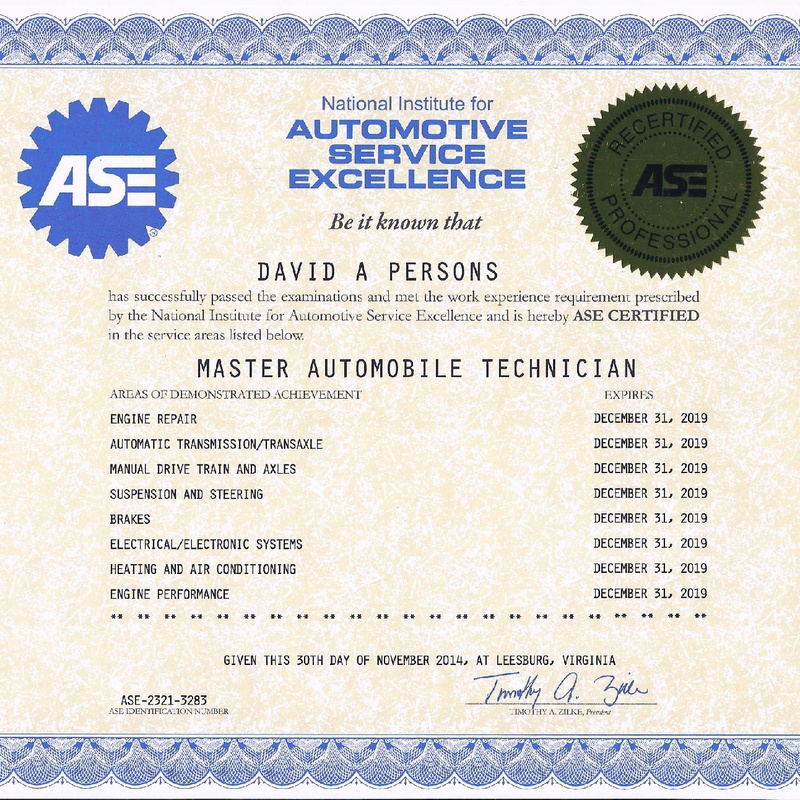 National Institute for
AUTOMOTIVE
SERVICE
EXCELLENCE
ASE
®
RECERTIFIED
ASE
PROFESSIONAL
Be it known that
DAVID A PERSONS
has successfully passed the examinations and met the work experience requirement prescribed
by the National Institute for Automotive Service Excellence and is hereby ASE CERTIFIED
in the service areas listed below.
MASTER AUTOMOBILE TECHNICIAN
AREAS OF DEMONSTRATED ACHIEVEMENT EXPIRES
ENGINE REPAIR DECEMBER 31, 2019
AUTOMATIC TRANSMISSION/TRANSAXLE DECEMBER 31, 2019
MANUAL DRIVE TRAIN AND AXLES DECEMBER 31, 2019
SUSPENSION AND STEERING DECEMBER 31, 2019
BRAKES DECEMBER 31, 2019
ELECTRICAL/ELECTRONIC SYSTEMS DECEMBER 31, 2019
HEATING AND AIR CONDITIONING DECEMBER 31, 2019
ENGINE PERFORMANCE DECEMBER 31, 2019
** ** ** ** ** ** ** ** ** ** ** ** ** ** ** ** ** ** ** ** ** ** **
GIVEN THIS 30TH DAY OF NOVEMBER 2014, AT LEESBURG, VIRGINIA
Timothy A. Zilke
ASE-2321-3283
ASE IDENTIFICATION NUMBER TIMOTHY A. ZILKE, President